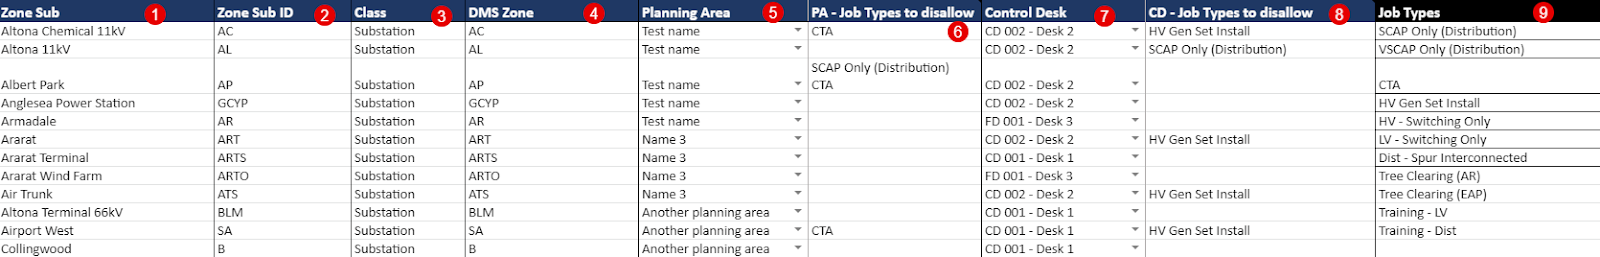 Zone Sub 1 Zone Sub ID 2 Class 3 DMS Zone 4 Planning Area 5 PA - Job Types to disallow 6 Control Desk 7 CD - Job Types to disallow 8 Job Types 9
Altona Chemical 11kV AC Substation AC Test name CTA CD 002 - Desk 2 HV Gen Set Install SCAP Only (Distribution)
Altona 11kV AL Substation AL Test name CD 002 - Desk 2 SCAP Only (Distribution) VSCAP Only (Distribution)
SCAP Only (Distribution)
Albert Park AP Substation AP Test name CTA CD 002 - Desk 2 CTA
Anglesea Power Station GCYP Substation GCYP Test name CD 002 - Desk 2 HV Gen Set Install
Armadale AR Substation AR Test name FD 001 - Desk 3 HV - Switching Only
Ararat ART Substation ART Name 3 CD 002 - Desk 2 HV Gen Set Install LV - Switching Only
Ararat Terminal ARTS Substation ARTS Name 3 CD 001 - Desk 1 Dist - Spur Interconnected
Ararat Wind Farm ARTO Substation ARTO Name 3 FD 001 - Desk 3 Tree Clearing (AR)
Air Trunk ATS Substation ATS Name 3 CD 002 - Desk 2 HV Gen Set Install Tree Clearing (EAP)
Altona Terminal 66kV BLM Substation BLM Another planning area CD 001 - Desk 1 Training - LV
Airport West SA Substation SA Another planning area CTA CD 001 - Desk 1 HV Gen Set Install Training - Dist
Collingwood B Substation B Another planning area CD 001 - Desk 1